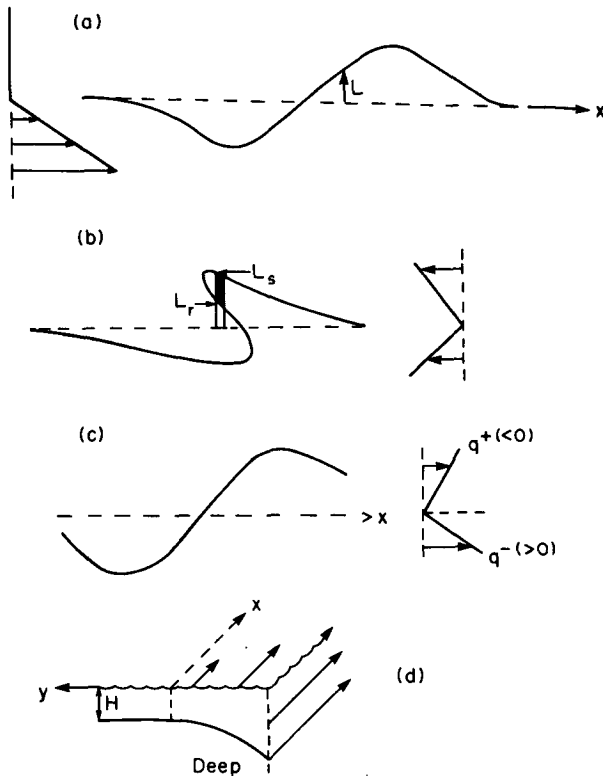 (a)
L
x
(b)
L_s
L_r
(c)
q^+(<0)
>x
q^-(>0)
x
(d)
y
H
Deep